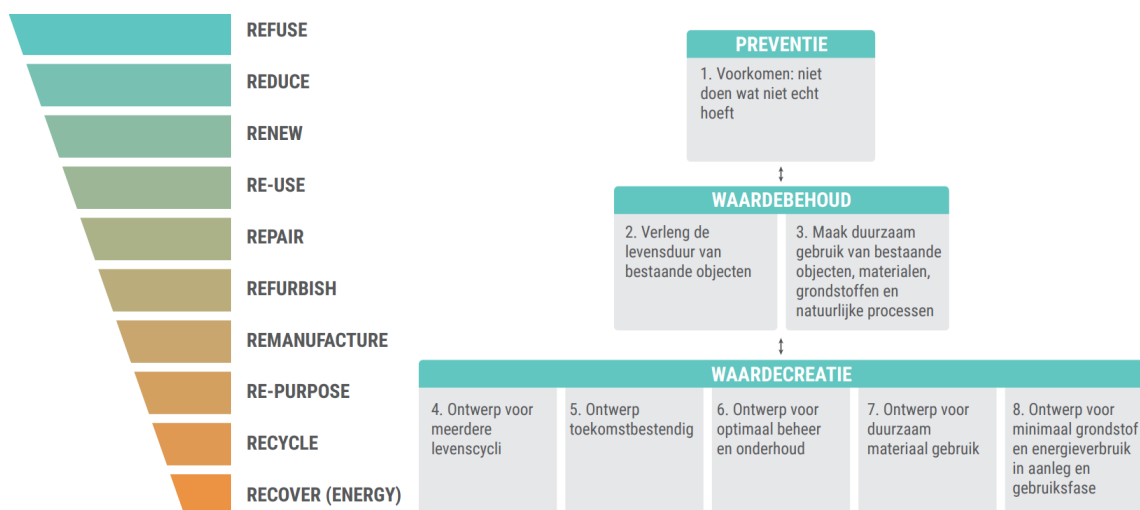 REFUSE
REDUCE
RENEW
RE-USE
REPAIR
REFURBISH
REMANUFACTURE
RE-PURPOSE
RECYCLE
RECOVER (ENERGY)
PREVENTIE
1. Voorkomen: niet
doen wat niet echt
hoeft
WAARDEBEHOUD
2. Verleng de
levensduur van
bestaande objecten
3. Maak duurzaam
gebruik van bestaande
objecten, materialen,
grondstoffen en
natuurlijke processen
WAARDECREATIE
4. Ontwerp voor
meerdere
levenscycli
5. Ontwerp
toekomstbestendig
6. Ontwerp voor
optimaal beheer
en onderhoud
7. Ontwerp voor
duurzaam
materiaal gebruik
8. Ontwerp voor
minimaal grondstof
en energieverbruik
in aanleg en
gebruiksfase